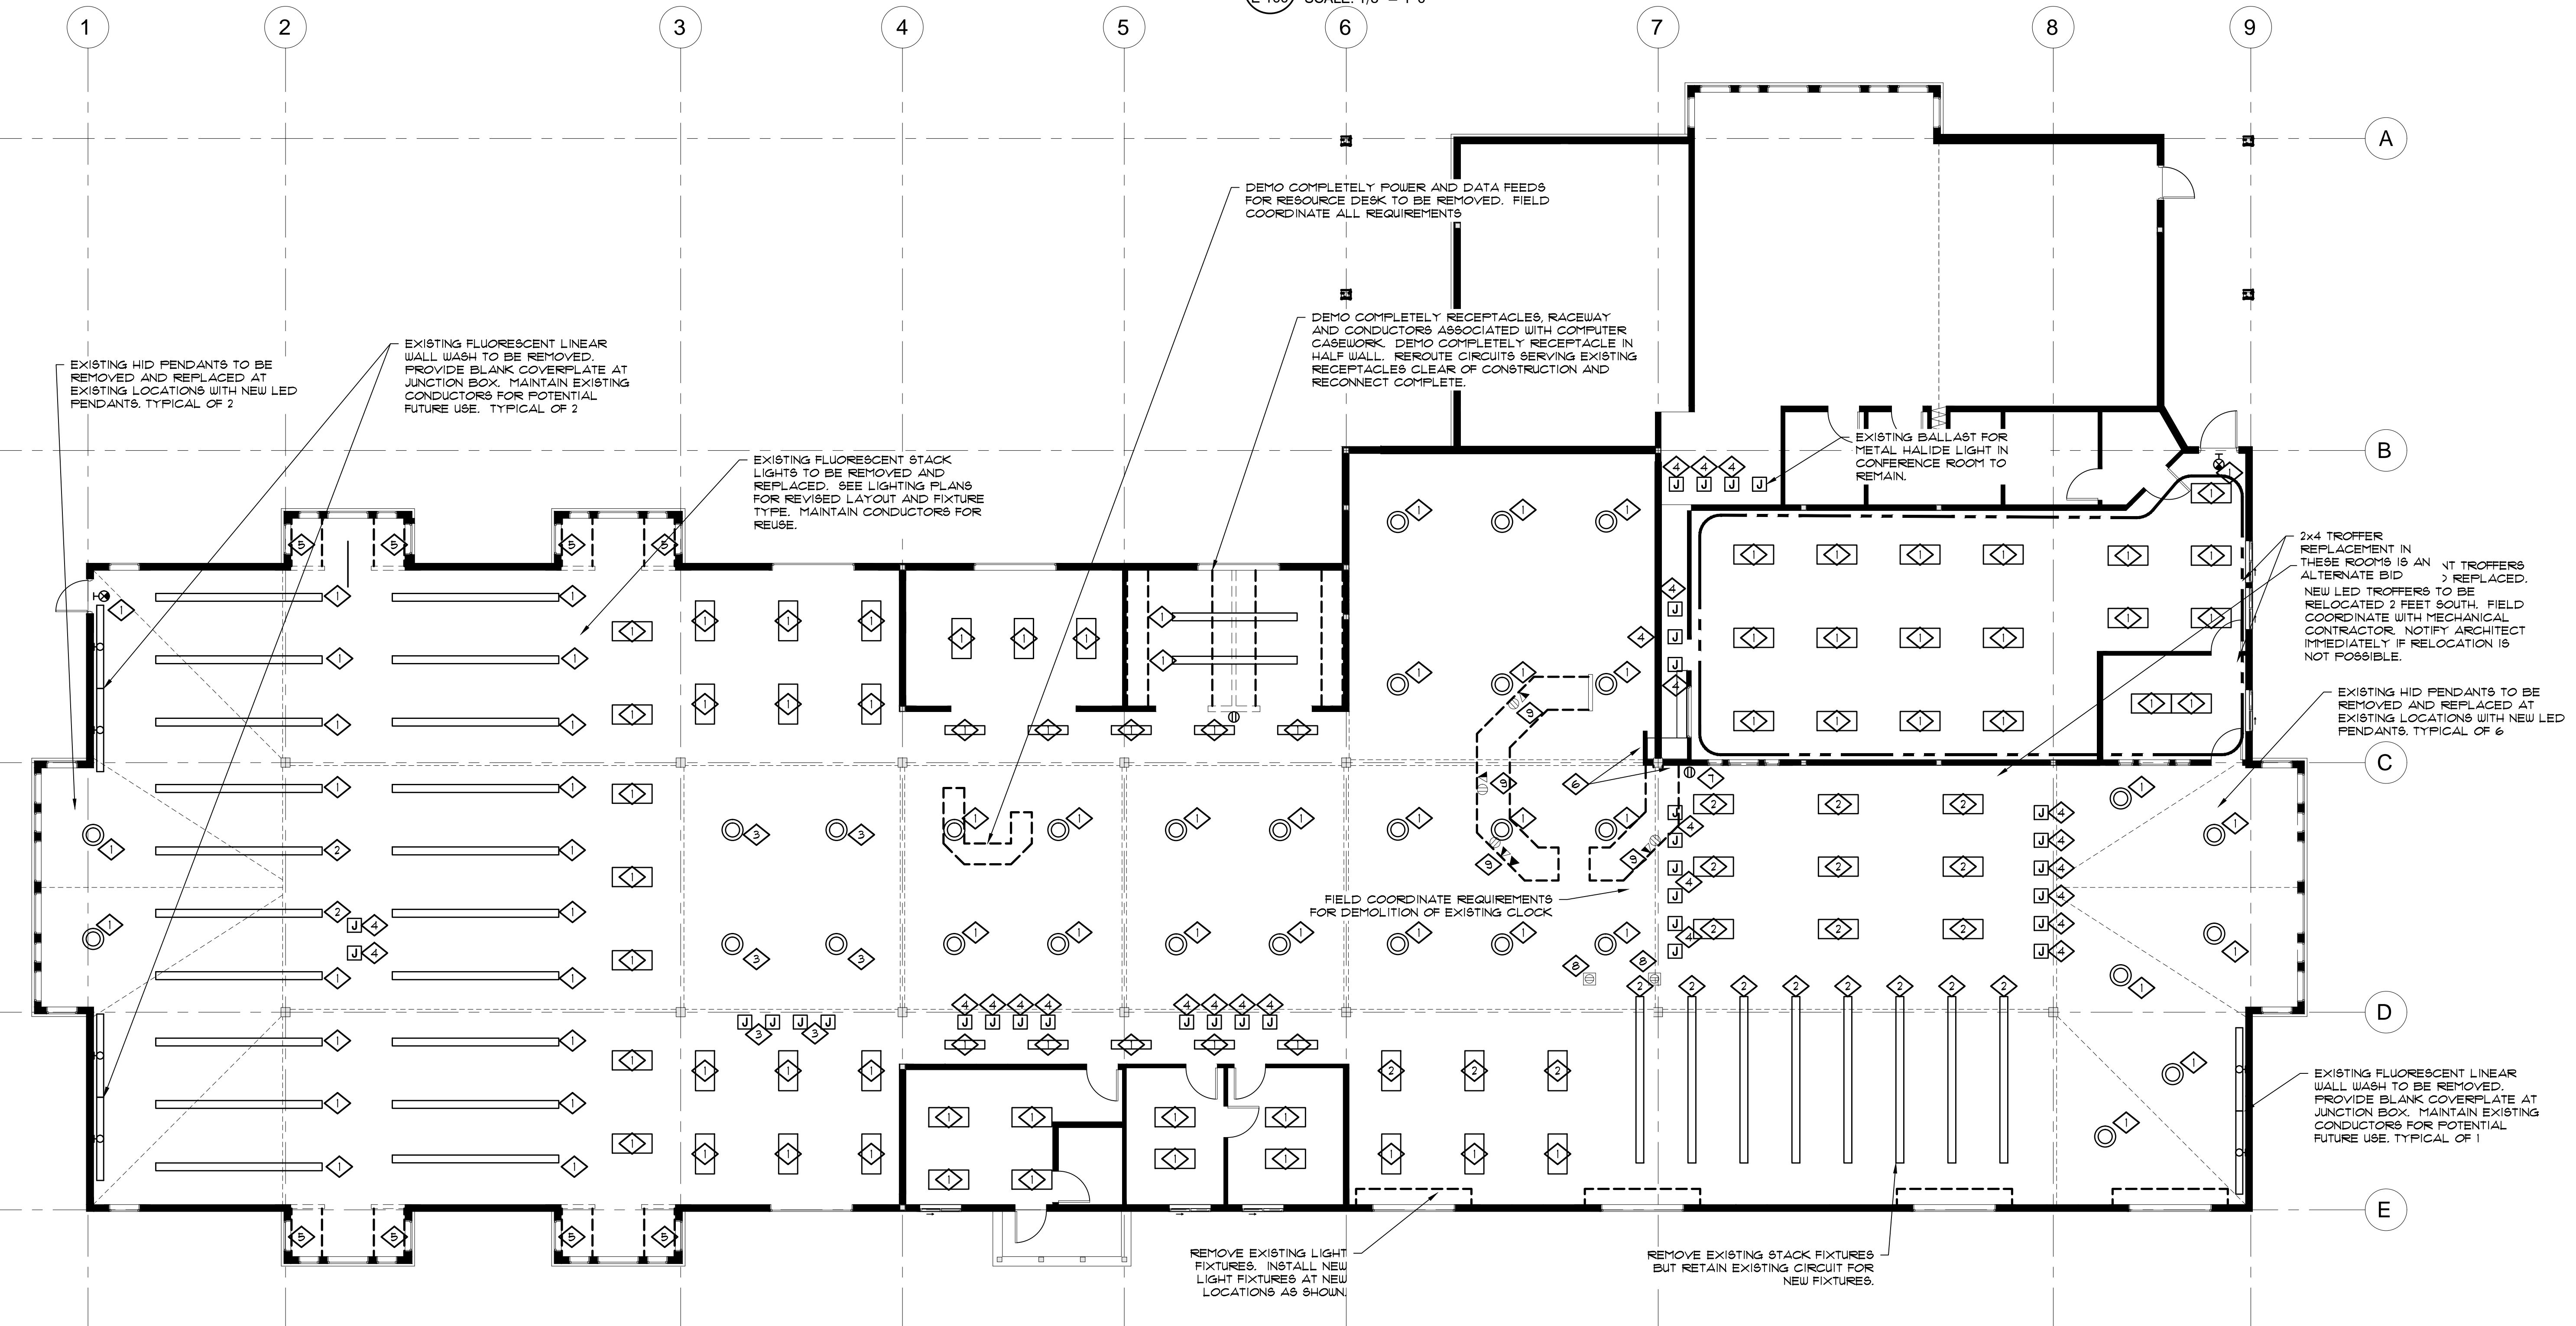 SCALE: 1/8" = 1'-0"
1
2
3
4
5
6
7
8
9
A
B
C
D
E
DEMO COMPLETELY POWER AND DATA FEEDS
FOR RESOURCE DESK TO BE REMOVED. FIELD
COORDINATE ALL REQUIREMENTS
DEMO COMPLETELY RECEPTACLES, RACEWAY
AND CONDUCTORS ASSOCIATED WITH COMPUTER
CASEWORK. DEMO COMPLETELY RECEPTACLE IN
HALF WALL. REROUTE CIRCUITS SERVING EXISTING
RECEPTACLES CLEAR OF CONSTRUCTION AND
RECONNECT COMPLETE.
EXISTING HID PENDANTS TO BE
REMOVED AND REPLACED AT
EXISTING LOCATIONS WITH NEW LED
PENDANTS. TYPICAL OF 2
EXISTING FLUORESCENT LINEAR
WALL WASH TO BE REMOVED.
PROVIDE BLANK COVERPLATE AT
JUNCTION BOX. MAINTAIN EXISTING
CONDUCTORS FOR POTENTIAL
FUTURE USE. TYPICAL OF 2
EXISTING FLUORESCENT STACK
LIGHTS TO BE REMOVED AND
REPLACED. SEE LIGHTING PLANS
FOR REVISED LAYOUT AND FIXTURE
TYPE. MAINTAIN CONDUCTORS FOR
REUSE.
EXISTING BALLAST FOR
METAL HALIDE LIGHT IN
CONFERENCE ROOM TO
REMAIN.
2x4 TROFFER
REPLACEMENT IN
THESE ROOMS IS AN
ALTERNATE BID
NT TROFFERS
REPLACED.
NEW LED TROFFERS TO BE
RELOCATED 2 FEET SOUTH. FIELD
COORDINATE WITH MECHANICAL
CONTRACTOR. NOTIFY ARCHITECT
IMMEDIATELY IF RELOCATION IS
NOT POSSIBLE.
EXISTING HID PENDANTS TO BE
REMOVED AND REPLACED AT
EXISTING LOCATIONS WITH NEW LED
PENDANTS. TYPICAL OF 6
FIELD COORDINATE REQUIREMENTS
FOR DEMOLITION OF EXISTING CLOCK
EXISTING FLUORESCENT LINEAR
WALL WASH TO BE REMOVED.
PROVIDE BLANK COVERPLATE AT
JUNCTION BOX. MAINTAIN EXISTING
CONDUCTORS FOR POTENTIAL
FUTURE USE. TYPICAL OF 1
REMOVE EXISTING LIGHT
FIXTURES. INSTALL NEW
LIGHT FIXTURES AT NEW
LOCATIONS AS SHOWN.
REMOVE EXISTING STACK FIXTURES
BUT RETAIN EXISTING CIRCUIT FOR
NEW FIXTURES.